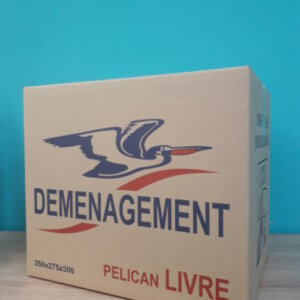 DEMENAGEMENT
350x275x300
PELICAN LIVRE